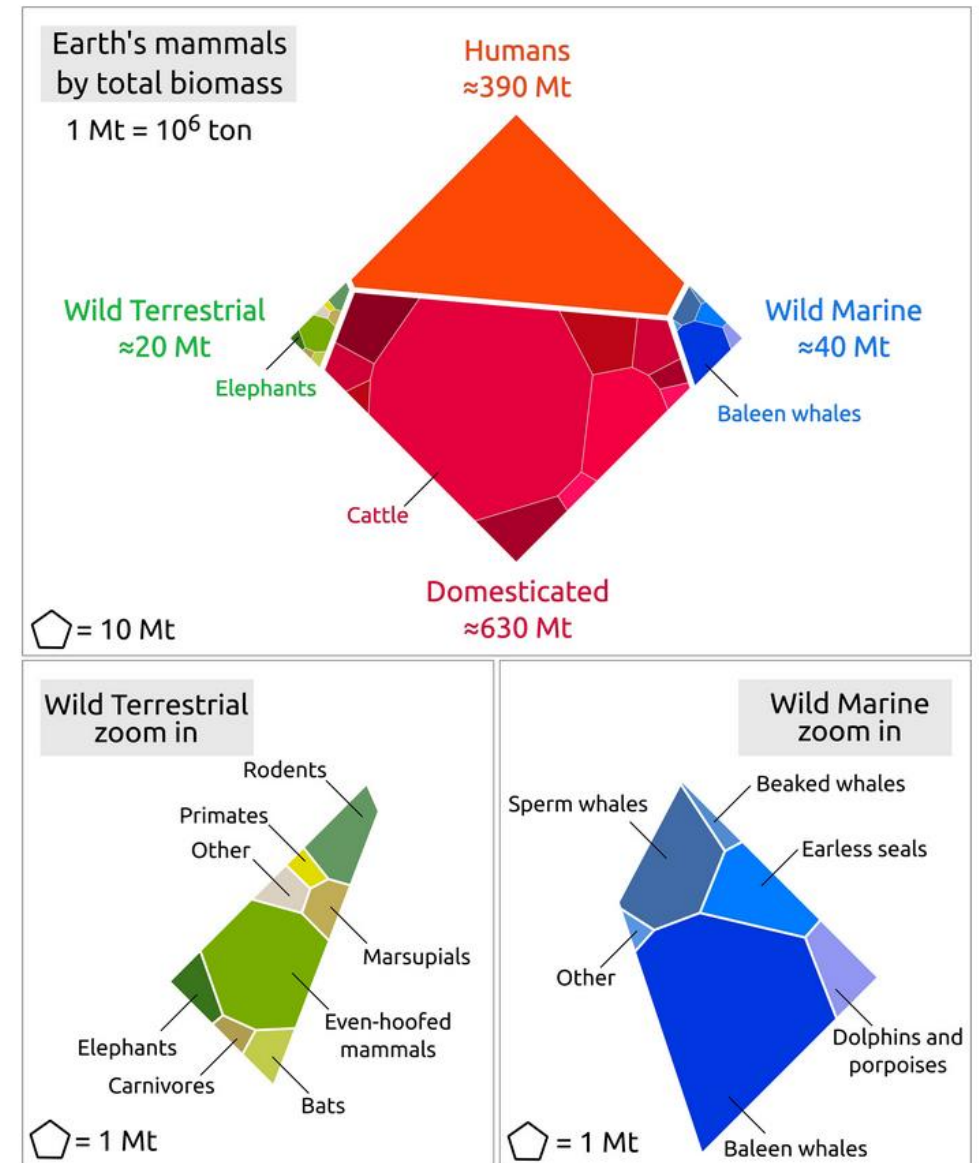 Earth's mammals
by total biomass
1 Mt = 10⁶ ton
Humans
≈390 Mt
Wild Terrestrial
≈20 Mt
Elephants
Wild Marine
≈40 Mt
Baleen whales
Cattle
Domesticated
≈630 Mt
= 10 Mt
Wild Terrestrial
zoom in
Rodents
Primates
Other
Marsupials
Even-hoofed
mammals
Elephants
Carnivores
Bats
= 1 Mt
Wild Marine
zoom in
Beaked whales
Sperm whales
Earless seals
Other
Dolphins and
porpoises
Baleen whales
= 1 Mt